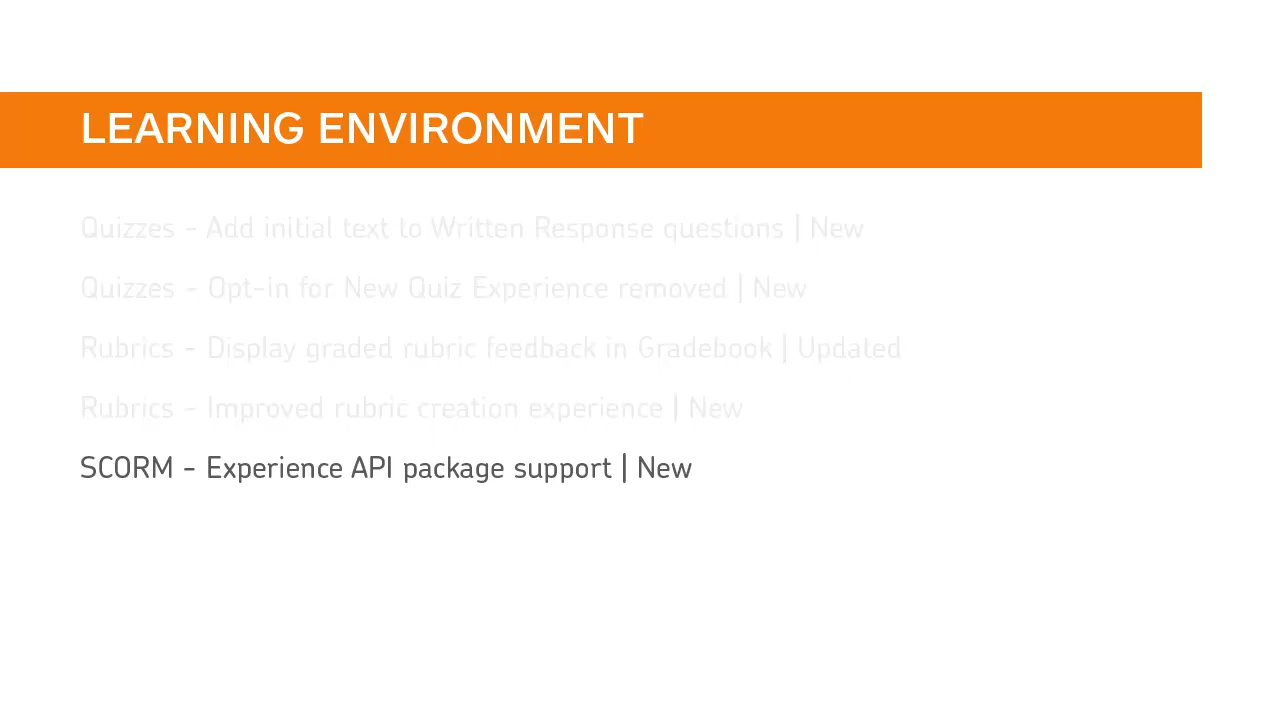 LEARNING ENVIRONMENT
Quizzes - Add initial text to Written Response questions | New
Quizzes - Opt-in for New Quiz Experience removed | New
Rubrics - Display graded rubric feedback in Gradebook | Updated
Rubrics - Improved rubric creation experience | New
SCORM - Experience API package support | New